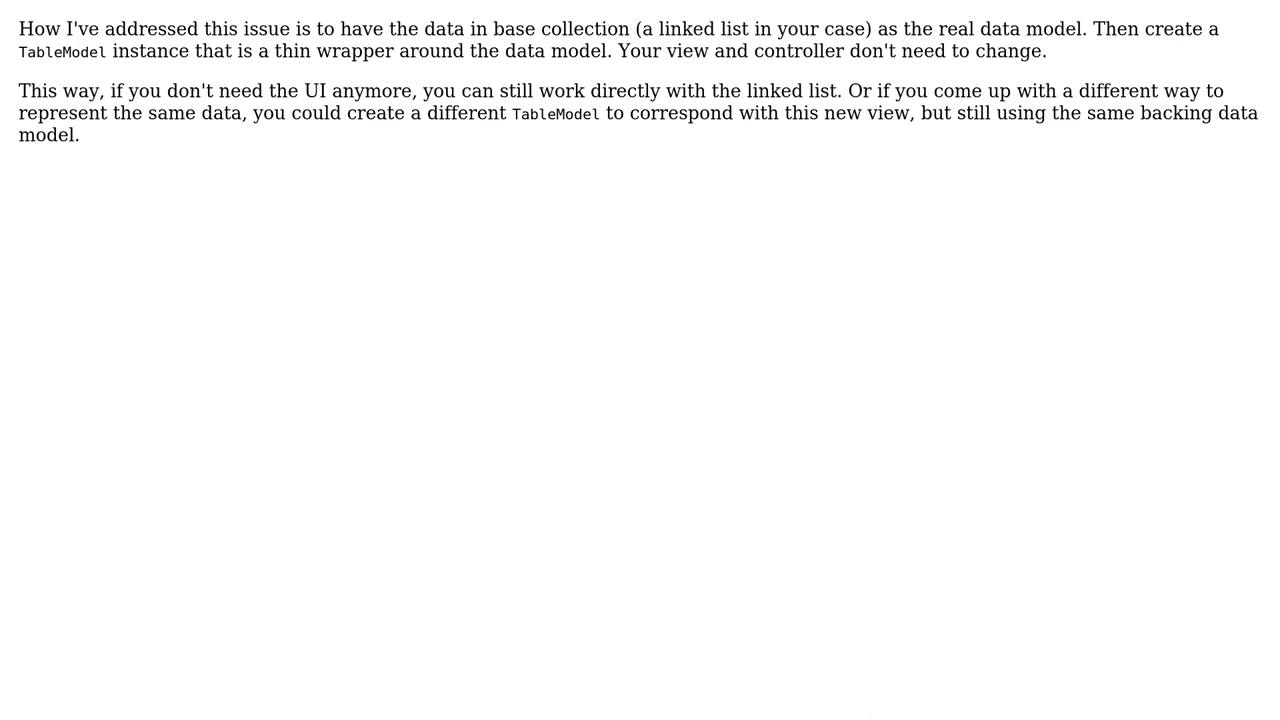 How I've addressed this issue is to have the data in base collection (a linked list in your case) as the real data model. Then create a
TableModel instance that is a thin wrapper around the data model. Your view and controller don't need to change.
This way, if you don't need the UI anymore, you can still work directly with the linked list. Or if you come up with a different way to
represent the same data, you could create a different TableModel to correspond with this new view, but still using the same backing data
model.